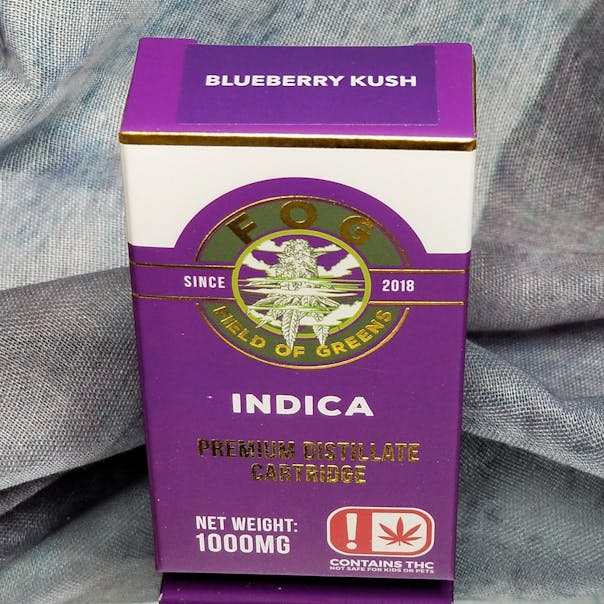 BLUEBERRY KUSH
FOG
SINCE 2018
FIELD OF GREENS
INDICA
PREMIUM DISTILLATE
CARTRIDGE
NET WEIGHT:
1000MG
!
CONTAINS THC
NOT SAFE FOR KIDS OR PETS